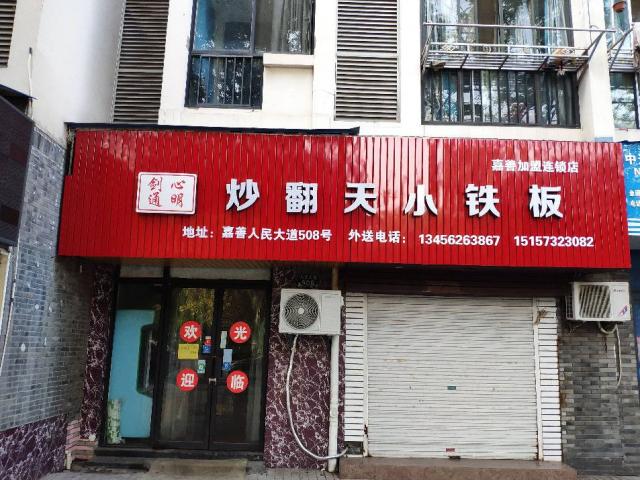 嘉善加盟连锁店
剑心
通明
炒翻天小铁板
地址：嘉善人民大道508号 外送电话：13456263867 15157323082
欢光
迎临
中